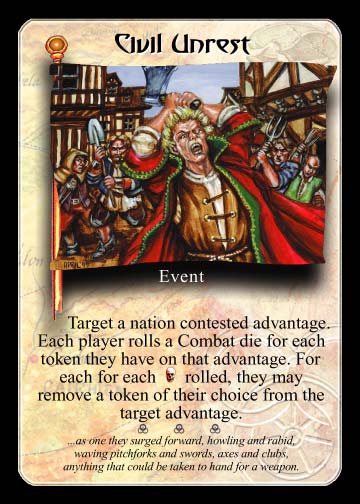 Civil Unrest
Event
Target a nation contested advantage.
Each player rolls a Combat die for each
token they have on that advantage. For
each for each rolled, they may
remove a token of their choice from the
target advantage.
...as one they surged forward, howling and rabid,
waving pitchforks and swords, axes and clubs,
anything that could be taken to hand for a weapon.